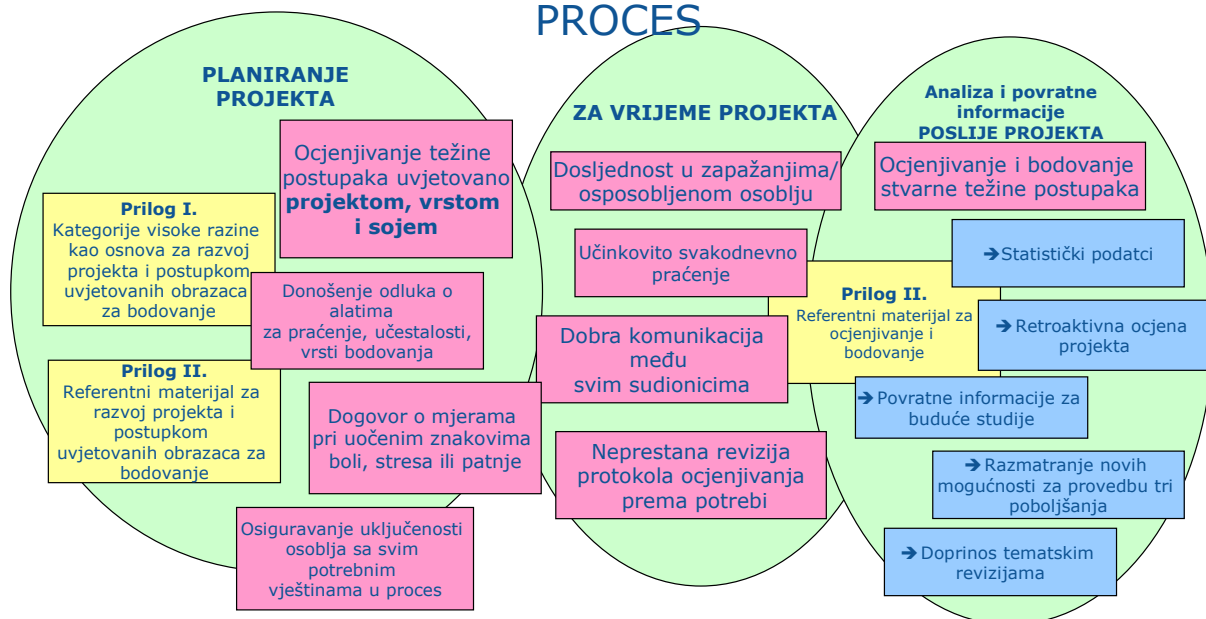 PROCES
PLANIRANJE
PROJEKTA
Ocjenjivanje težine
postupaka uvjetovano
projektom, vrstom
i sojem
Prilog I.
Kategorije visoke razine
kao osnova za razvoj
projekta i postupkom
uvjetovanih obrazaca
za bodovanje
Donošenje odluka o
alatima
za praćenje, učestalosti,
vrsti bodovanja
Prilog II.
Referentni materijal za
razvoj projekta i
postupkom
uvjetovanih obrazaca za
bodovanje
Dogovor o mjerama
pri uočenim znakovima
boli, stresa ili patnje
Osiguravanje uključenosti
osoblja sa svim
potrebnim
vještinama u proces
ZA VRIJEME PROJEKTA
Dosljednost u zapažanjima/
osposobljenom osoblju
Učinkovito svakodnevno
praćenje
Dobra komunikacija
među
svim sudionicima
Neprestana revizija
protokola ocjenjivanja
prema potrebi
Prilog II.
Referentni materijal za
ocjenjivanje i
bodovanje
Analiza i povratne
informacije
POSLIJE PROJEKTA
Ocjenjivanje i bodovanje
stvarne težine postupaka
➔Statistički podatci
➔ Retroaktivna ocjena
projekta
➔ Povratne informacije za
buduće studije
➔ Razmatranje novih
mogućnosti za provedbu tri
poboljšanja
➔ Doprinos tematskim
revizijama